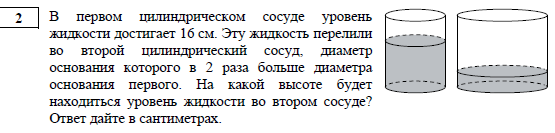 2
В первом цилиндрическом сосуде уровень
жидкости достигает 16 см. Эту жидкость перелили
во второй цилиндрический сосуд, диаметр
основания которого в 2 раза больше диаметра
основания первого. На какой высоте будет
находиться уровень жидкости во втором сосуде?
Ответ дайте в сантиметрах.